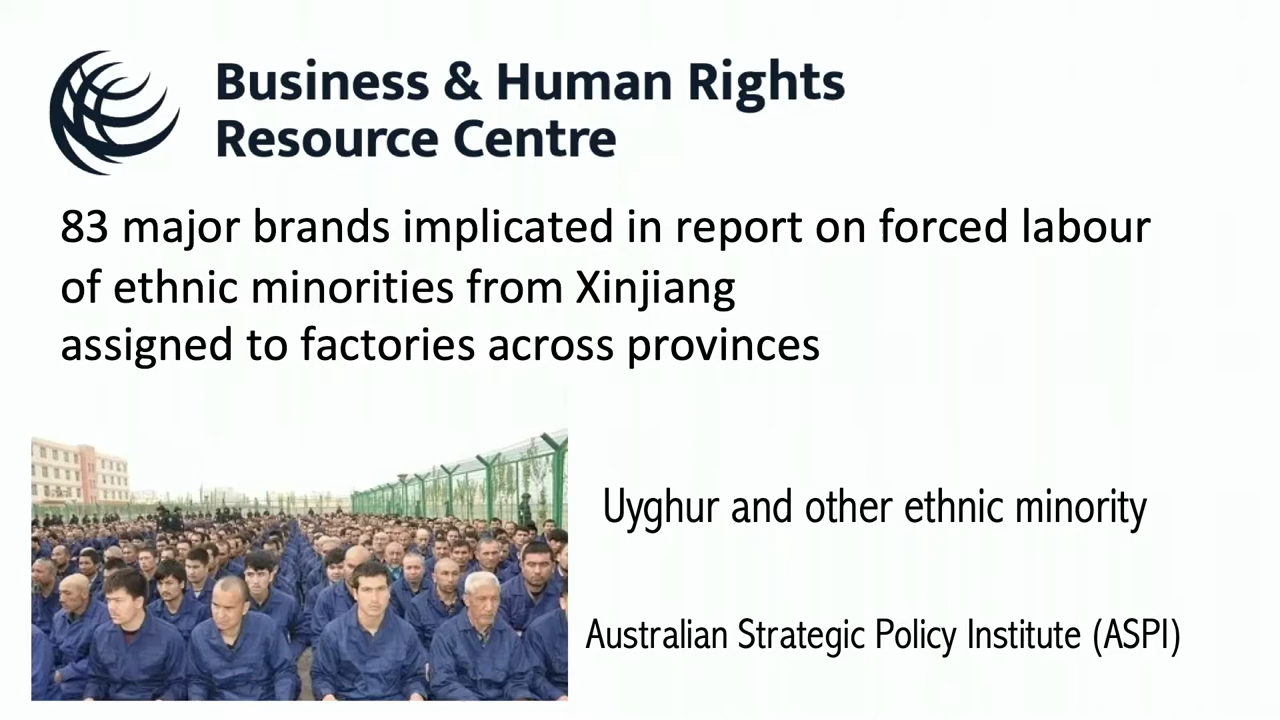 Business & Human Rights
Resource Centre
83 major brands implicated in report on forced labour
of ethnic minorities from Xinjiang
assigned to factories across provinces
Uyghur and other ethnic minority
Australian Strategic Policy Institute (ASPI)